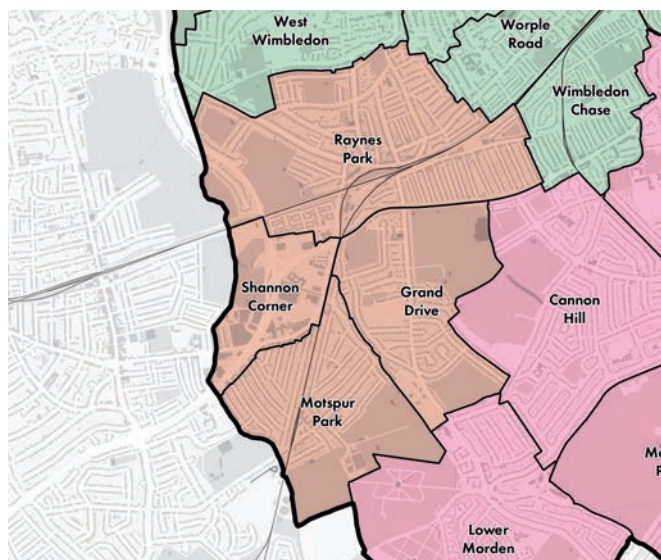 West
Wimbledon
Worple
Road
Wimbledon
Chase
Raynes
Park
Shannon
Corner
Grand
Drive
Cannon
Hill
Motspur
Park
Lower
Morden